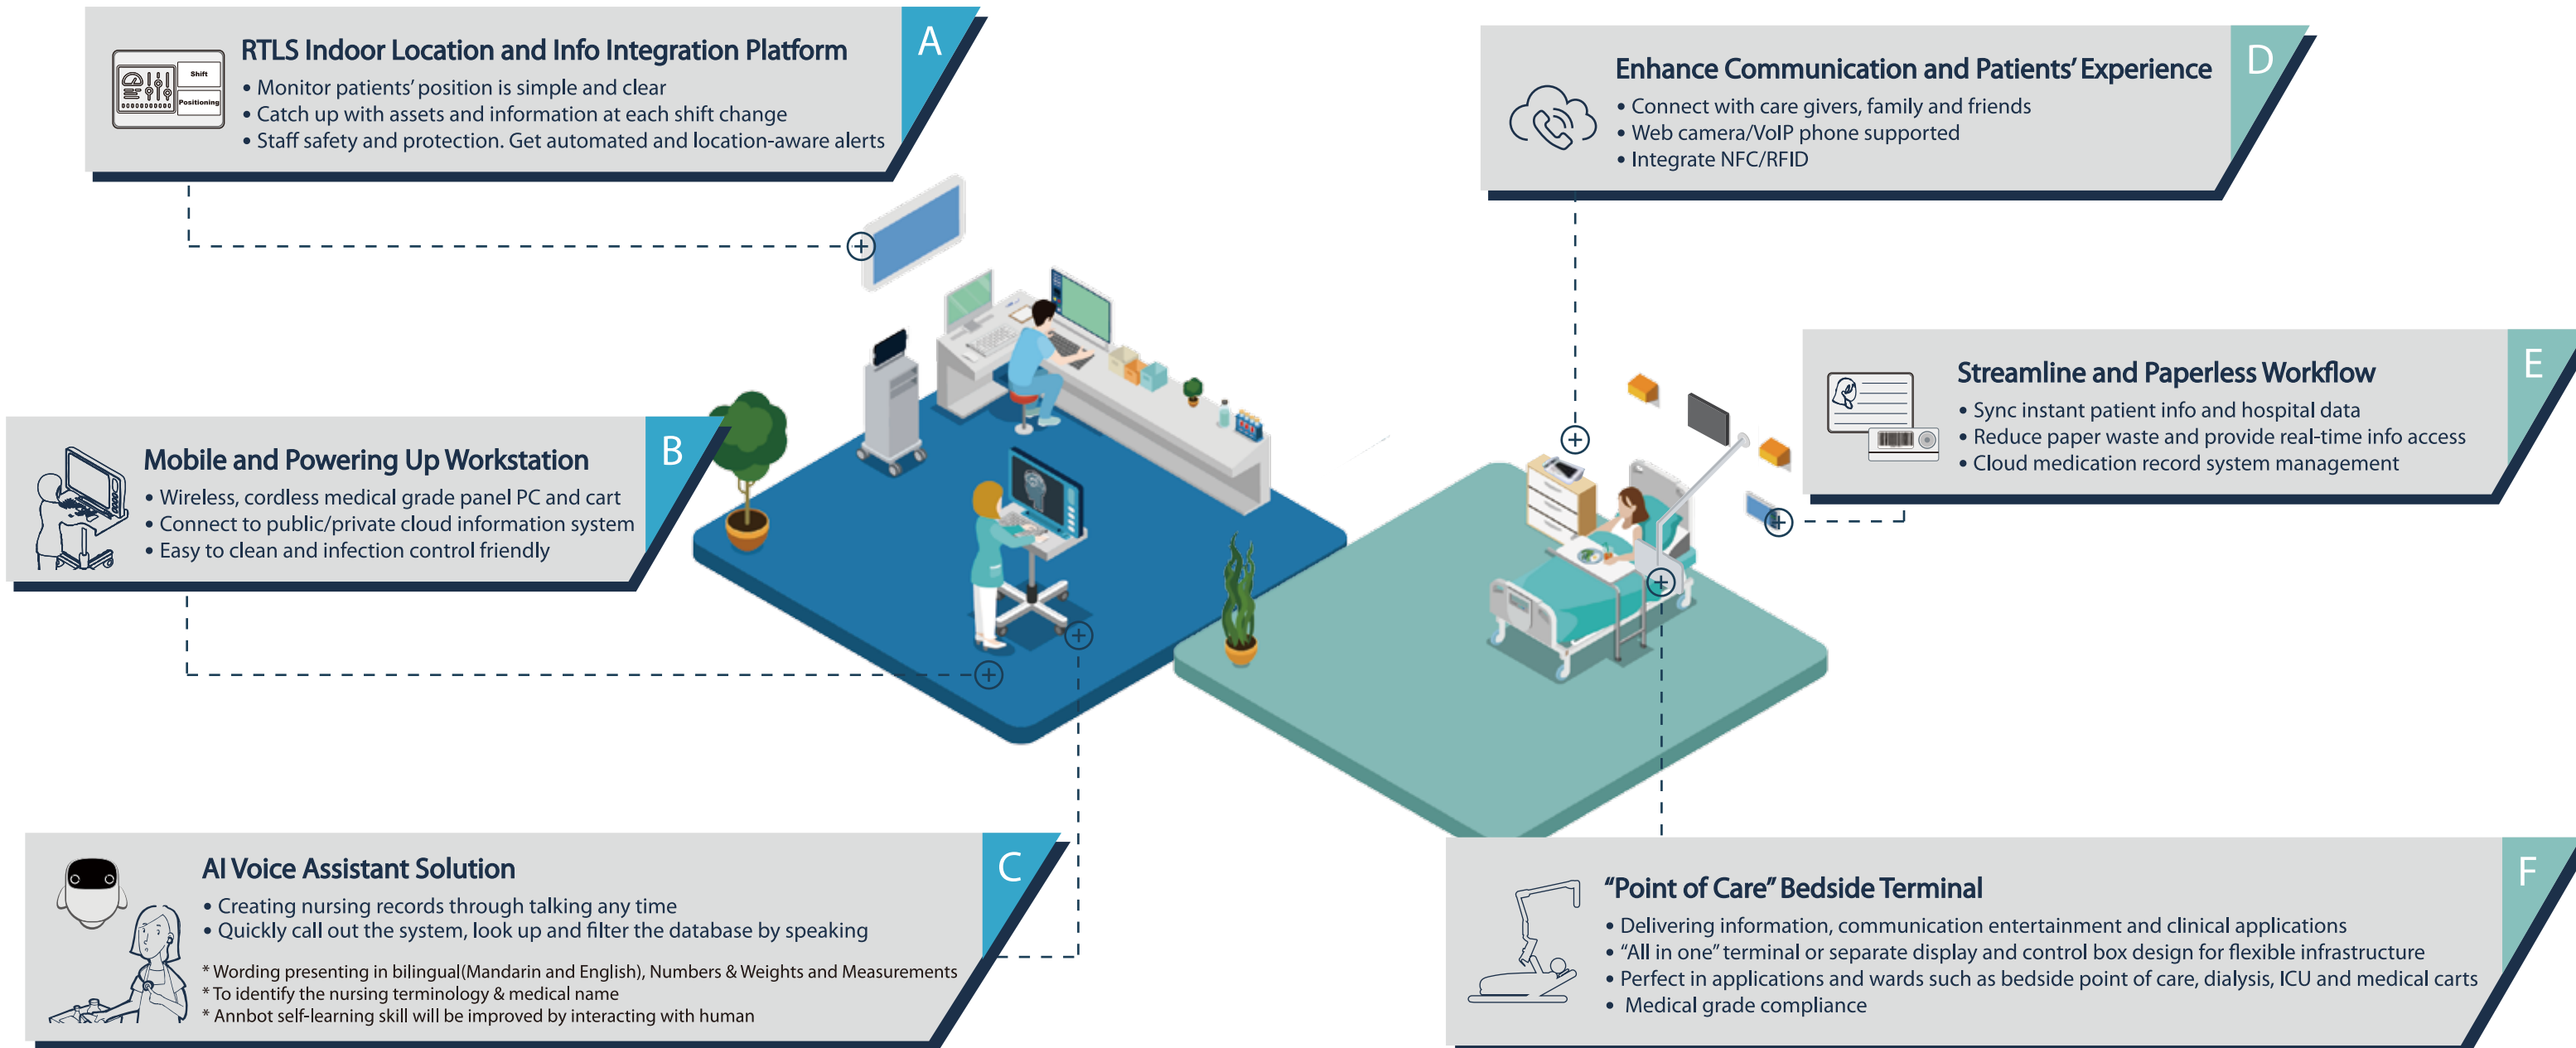 RTLS Indoor Location and Info Integration Platform
A
Shift
Positioning
• Monitor patients' position is simple and clear
• Catch up with assets and information at each shift change
• Staff safety and protection. Get automated and location-aware alerts
Mobile and Powering Up Workstation
B
• Wireless, cordless medical grade panel PC and cart
• Connect to public/private cloud information system
• Easy to clean and infection control friendly
AI Voice Assistant Solution
C
• Creating nursing records through talking any time
• Quickly call out the system, look up and filter the database by speaking
* Wording presenting in bilingual(Mandarin and English), Numbers & Weights and Measurements
* To identify the nursing terminology & medical name
* Annbot self-learning skill will be improved by interacting with human
Enhance Communication and Patients' Experience
D
• Connect with care givers, family and friends
• Web camera/VoIP phone supported
• Integrate NFC/RFID
Streamline and Paperless Workflow
E
• Sync instant patient info and hospital data
• Reduce paper waste and provide real-time info access
• Cloud medication record system management
“Point of Care” Bedside Terminal
F
• Delivering information, communication entertainment and clinical applications
• “All in one” terminal or separate display and control box design for flexible infrastructure
• Perfect in applications and wards such as bedside point of care, dialysis, ICU and medical carts
• Medical grade compliance